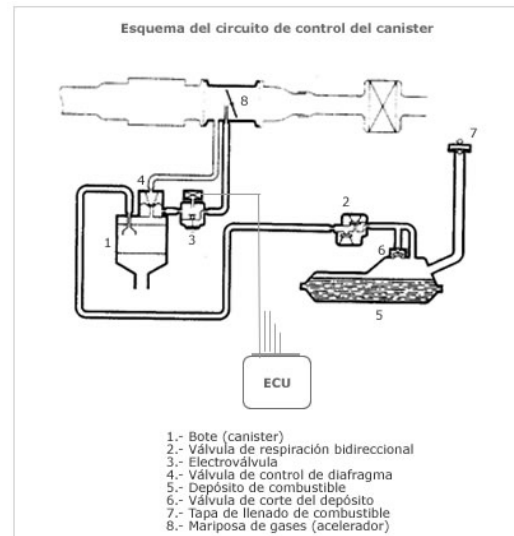 Esquema del circuito de control del canister
8
7
4
2
1
3
6
5
ECU
1.- Bote (canister)
2.- Válvula de respiración bidireccional
3.- Electroválvula
4.- Válvula de control de diafragma
5.- Depósito de combustible
6.- Válvula de corte del depósito
7.- Tapa de llenado de combustible
8.- Mariposa de gases (acelerador)